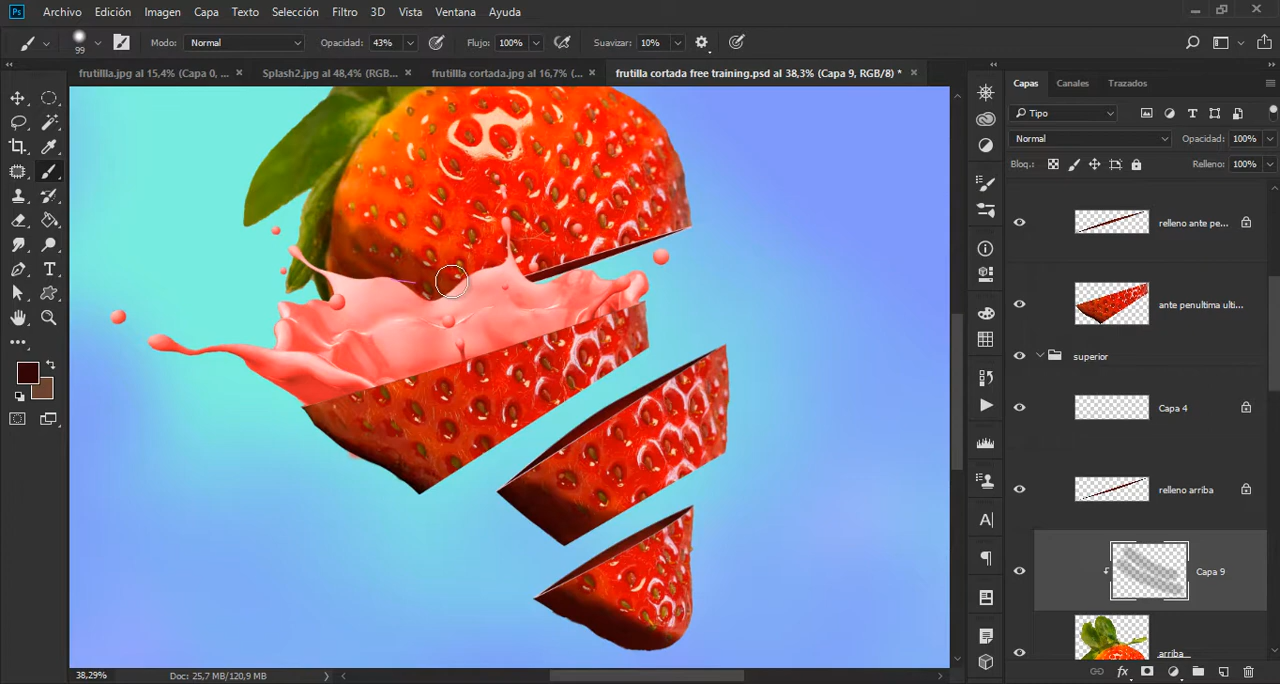 Ps Archivo Edición Imagen Capa Texto Selección Filtro 3D Vista Ventana Ayuda
99 Modo: Normal Opacidad: 43% Flujo: 100% Suavizar: 10%
frutillla.jpg al 15,4% (Capa 0, ... × Splash2.jpg al 48,4% (RGB... × frutillla cortada.jpg al 16,7% (... × frutilla cortada free training.psd al 38,3% (Capa 9, RGB/8) * ×
Capas Canales Trazados
Tipo
Normal Opacidad: 100%
Bloq.: Relleno: 100%
relleno ante pe...
ante penultima ulti...
superior
Capa 4
relleno arriba
Capa 9
arriba
38,29% Doc: 25,7 MB/120,9 MB